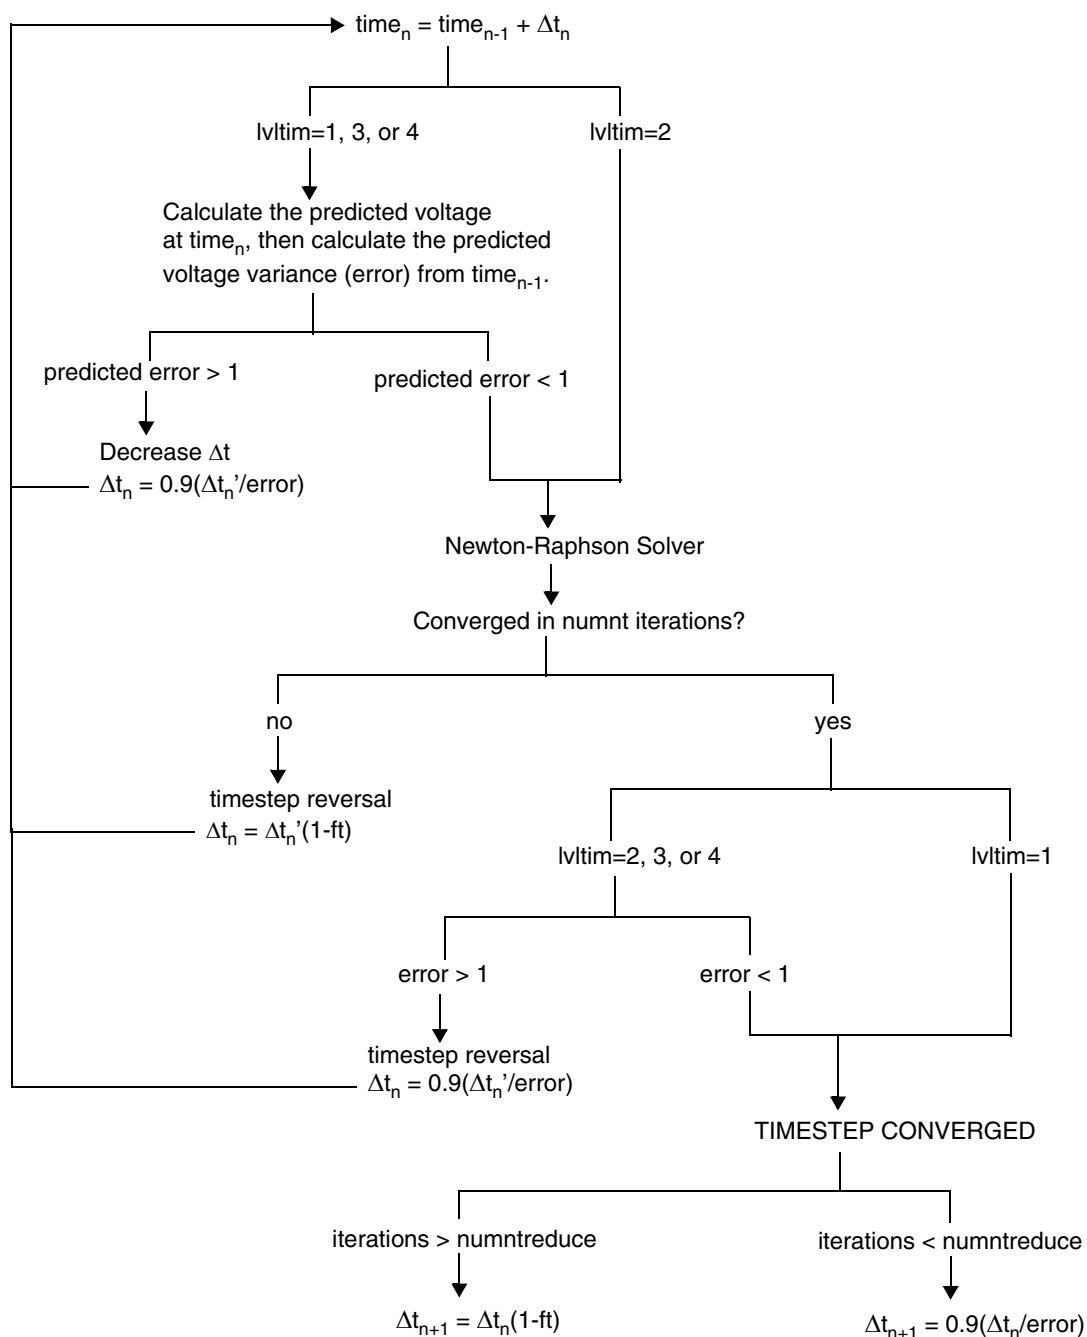 time_n = time_{n-1} + Δt_n
lvltim=1, 3, or 4
lvltim=2
Calculate the predicted voltage
at time_n, then calculate the predicted
voltage variance (error) from time_{n-1}.
predicted error > 1
predicted error < 1
Decrease Δt
Δt_n = 0.9(Δt_n’/error)
Newton-Raphson Solver
Converged in numnt iterations?
no
yes
timestep reversal
Δt_n = Δt_n’(1-ft)
lvltim=2, 3, or 4
lvltim=1
error > 1
error < 1
timestep reversal
Δt_n = 0.9(Δt_n’/error)
TIMESTEP CONVERGED
iterations > numntreduce
iterations < numntreduce
Δt_{n+1} = Δt_n(1-ft)
Δt_{n+1} = 0.9(Δt_n/error)